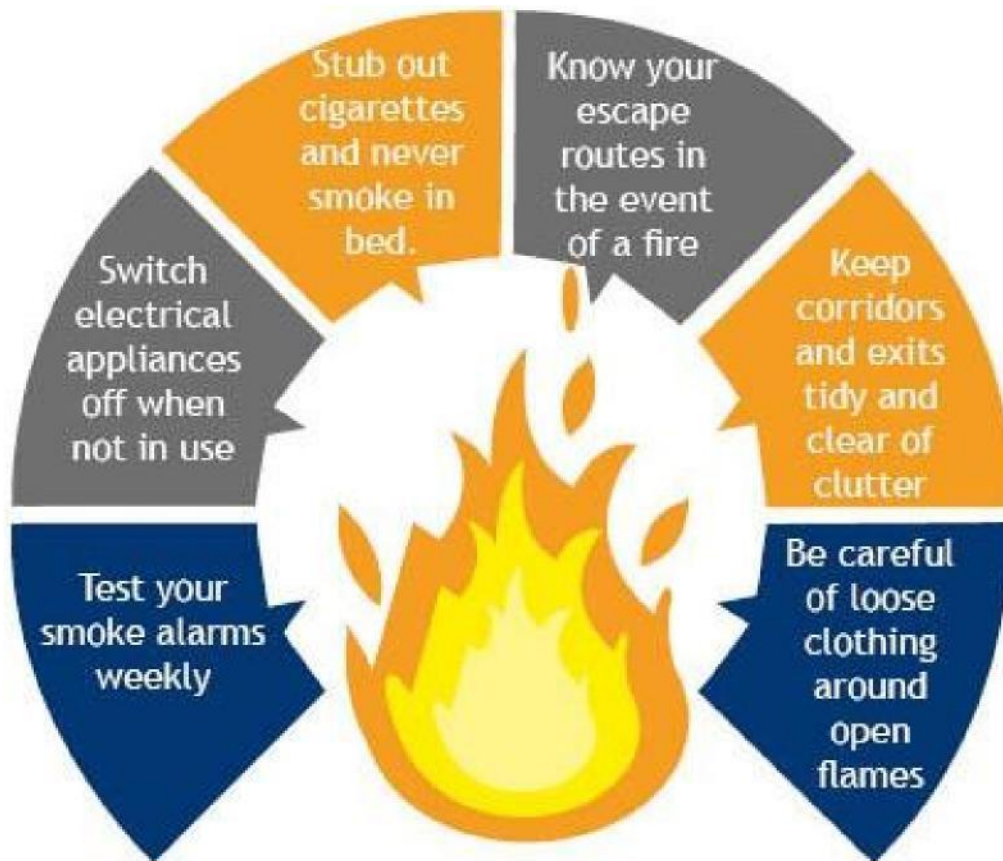 Test your
smoke alarms
weekly
Switch
electrical
appliances
off when
not in use
Stub out
cigarettes
and never
smoke in
bed.
Know your
escape
routes in
the event
of a fire
Keep
corridors
and exits
tidy and
clear of
clutter
Be careful
of loose
clothing
around
open
flames